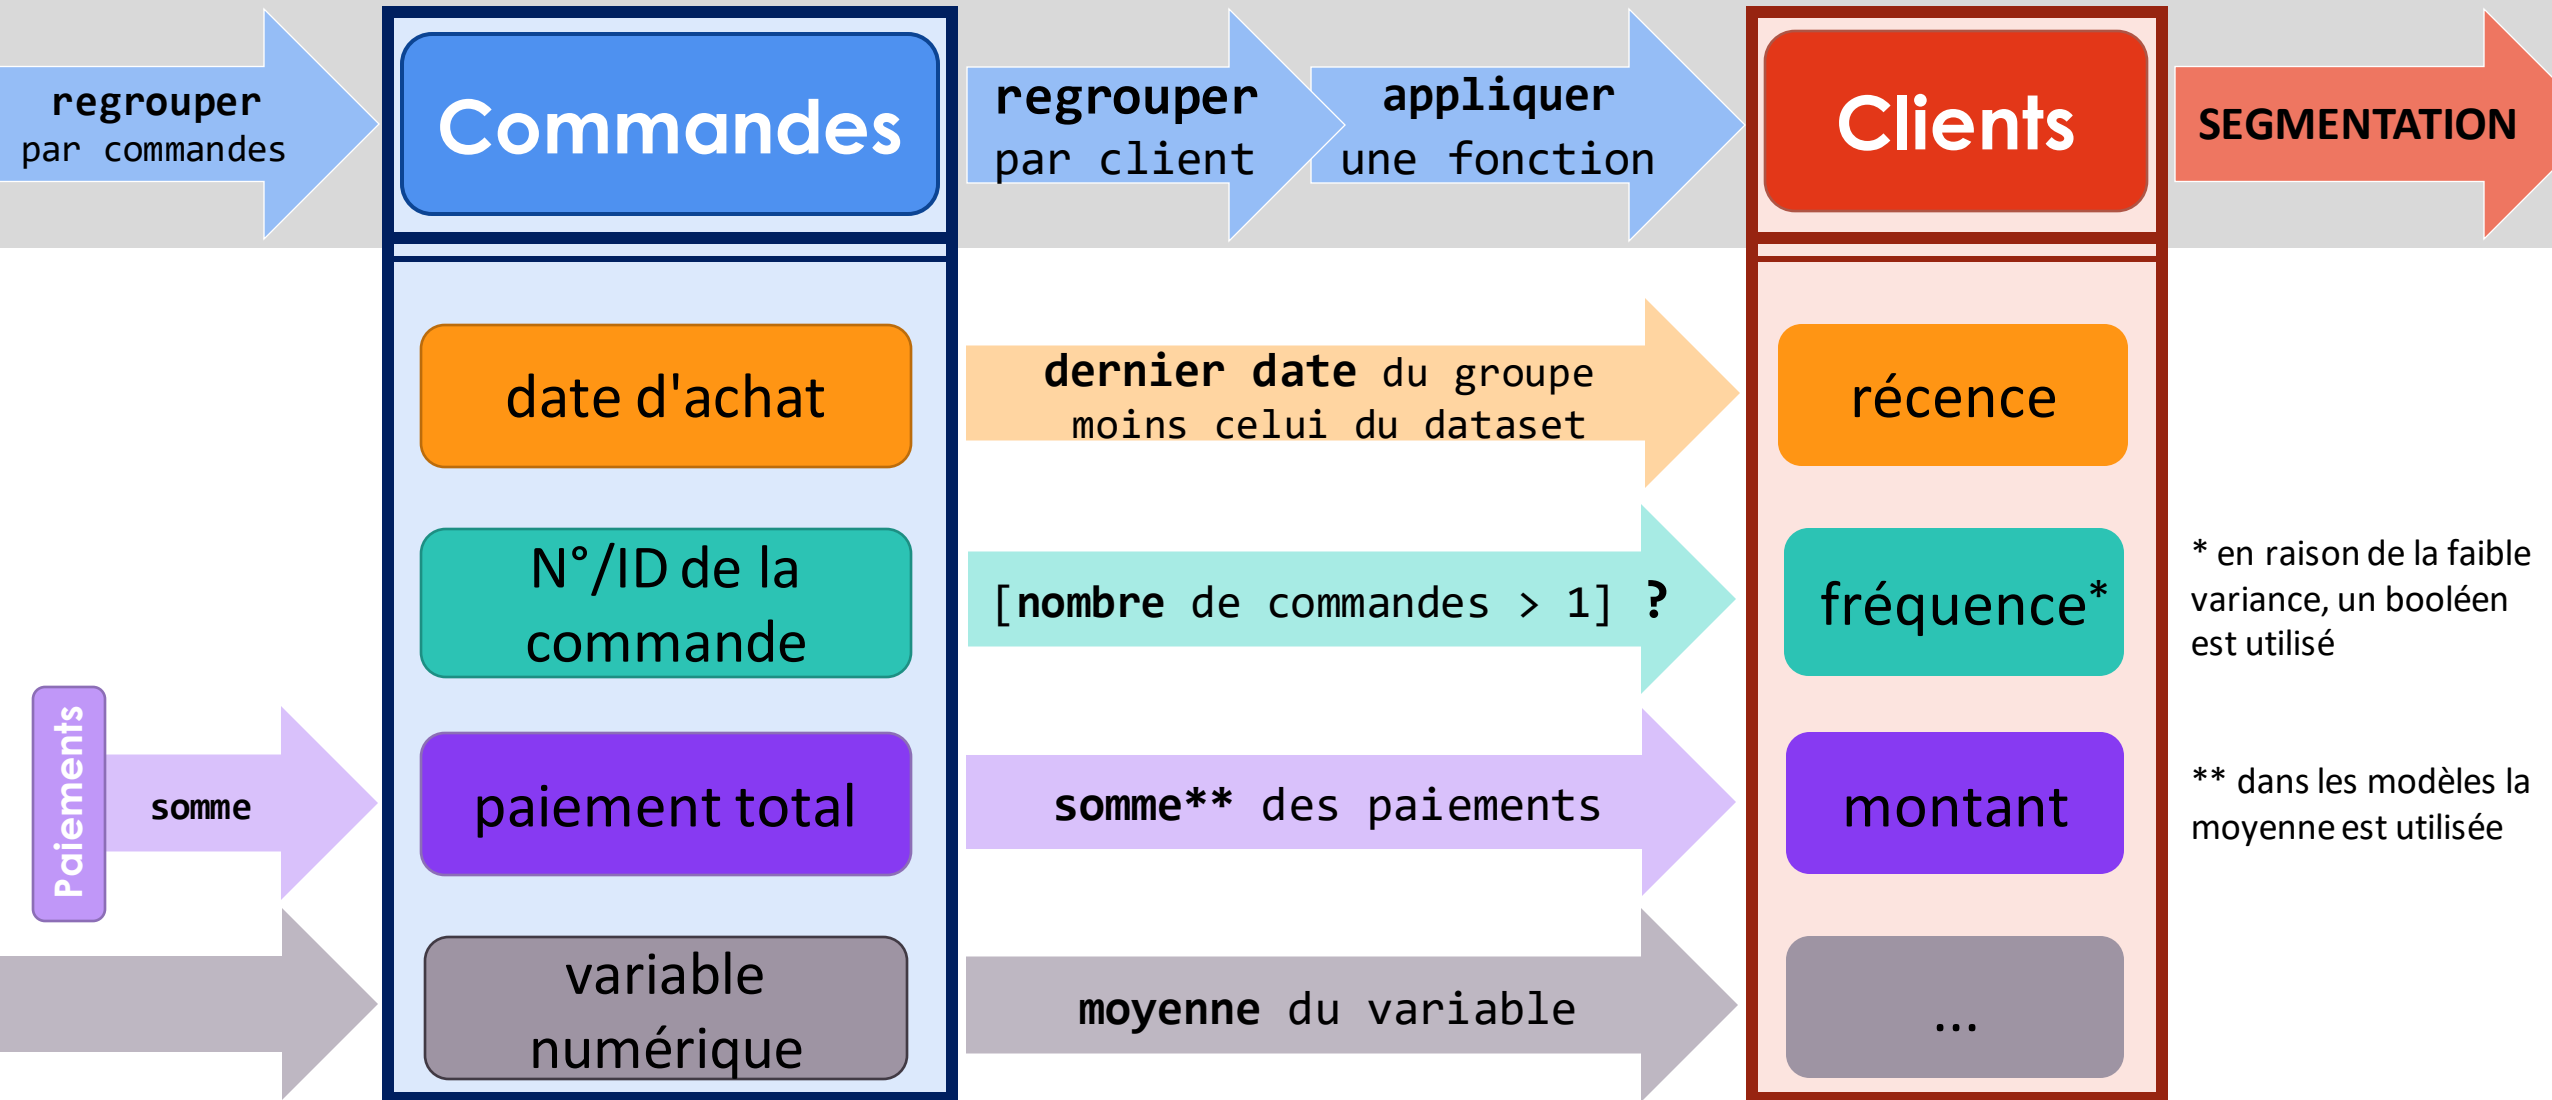 regrouper
par commandes
Commandes
regrouper
par client
appliquer
une fonction
Clients
SEGMENTATION
date d'achat
dernier date du groupe
moins celui du dataset
récence
N°/ID de la
commande
[nombre de commandes > 1] ?
fréquence*
* en raison de la faible
variance, un booléen
est utilisé
Paiements
somme
paiement total
somme** des paiements
montant
** dans les modèles la
moyenne est utilisée
variable
numérique
moyenne du variable
...